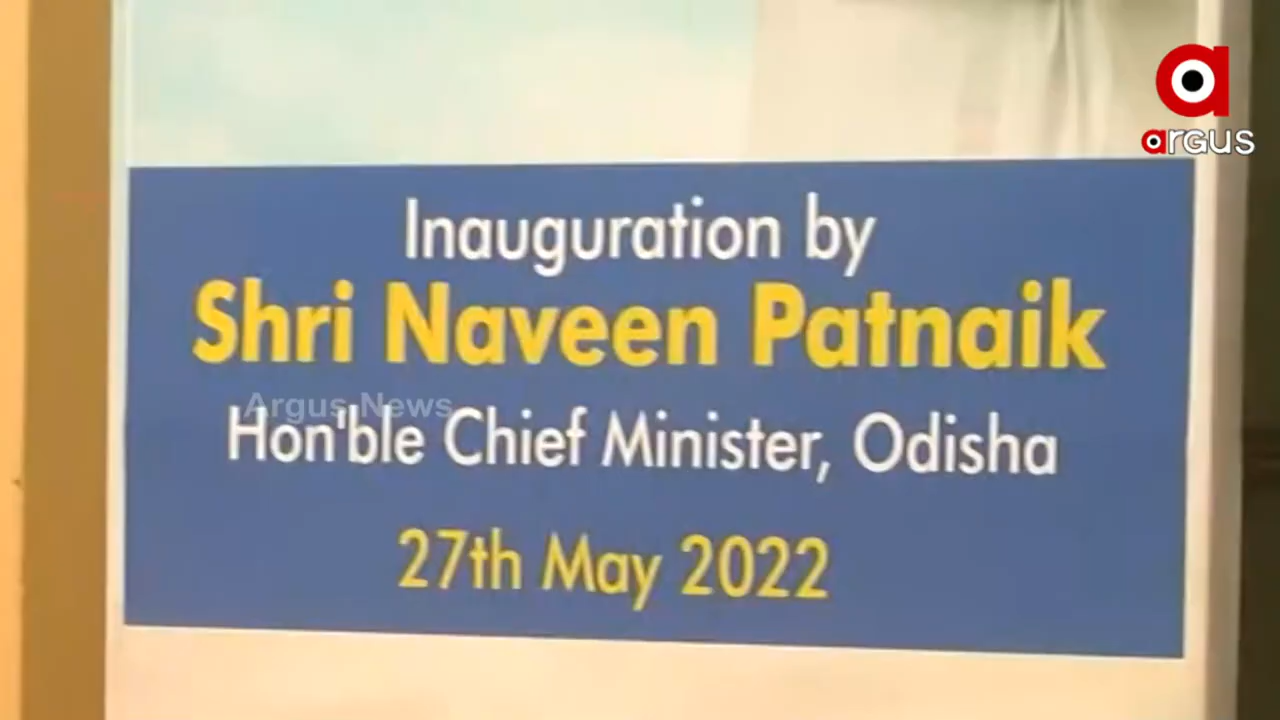 argus
Inauguration by
Shri Naveen Patnaik
Argus News
Hon'ble Chief Minister, Odisha
27th May 2022